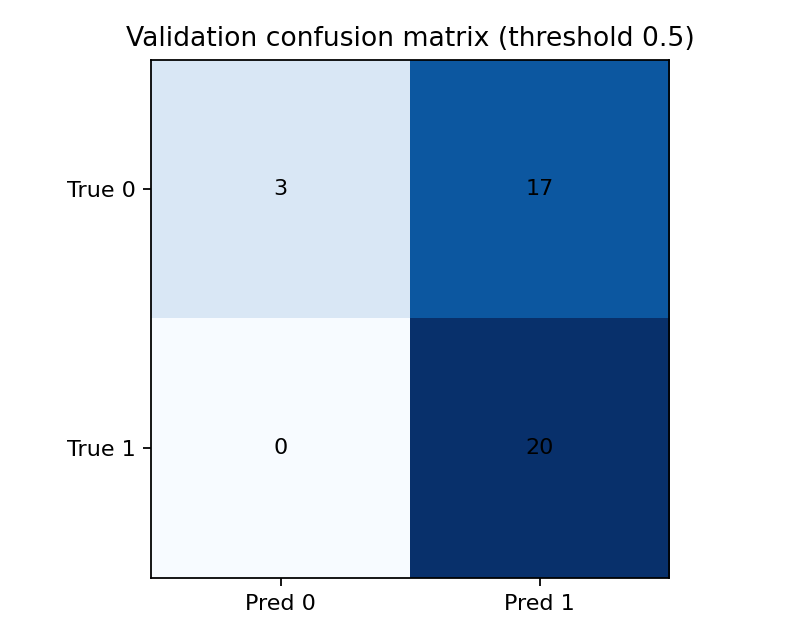 Validation confusion matrix (threshold 0.5)
True 0
3
17
True 1
0
20
Pred 0
Pred 1